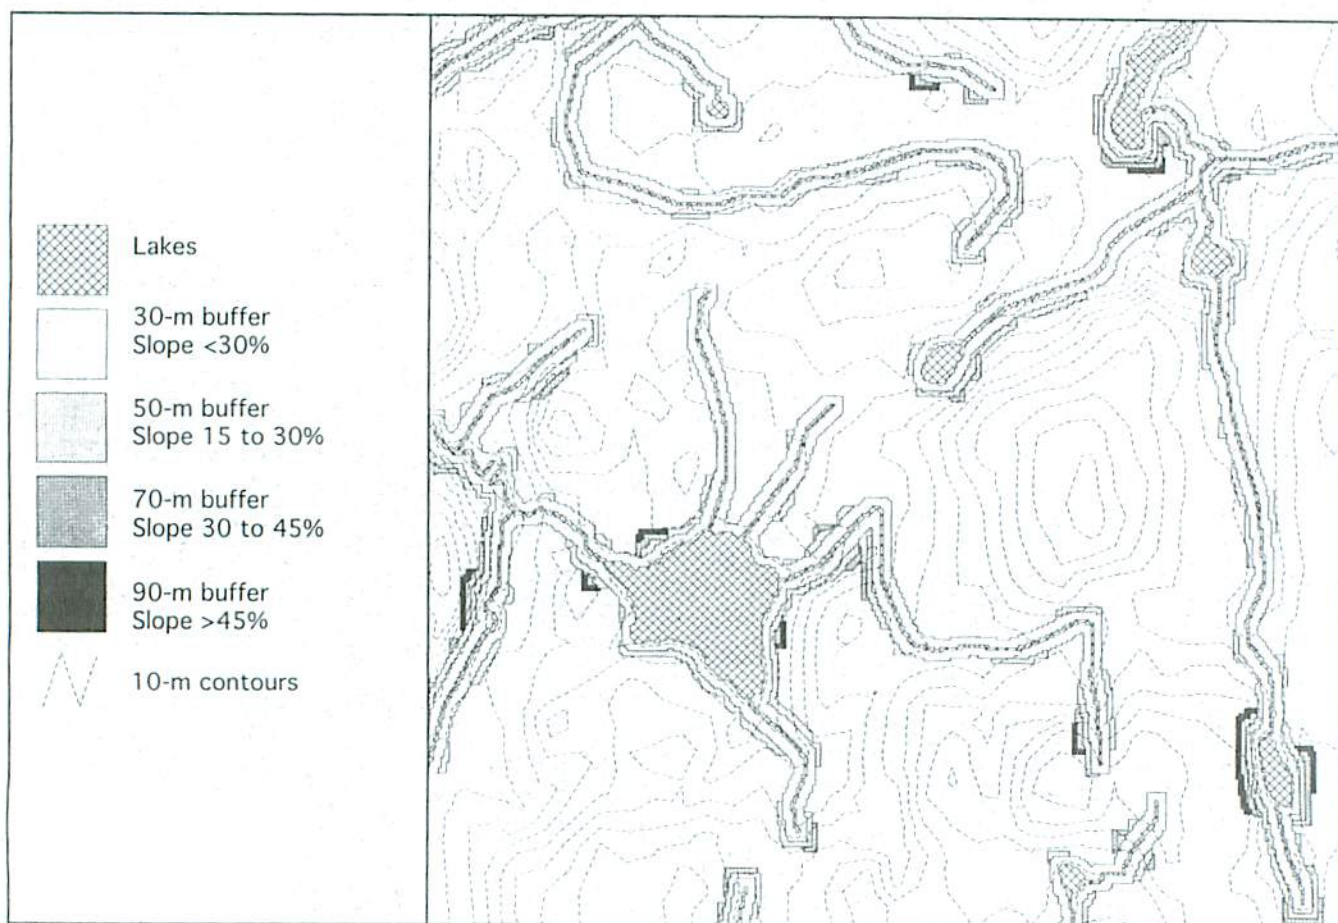 Lakes
30-m buffer
Slope <30%
50-m buffer
Slope 15 to 30%
70-m buffer
Slope 30 to 45%
90-m buffer
Slope >45%
10-m contours